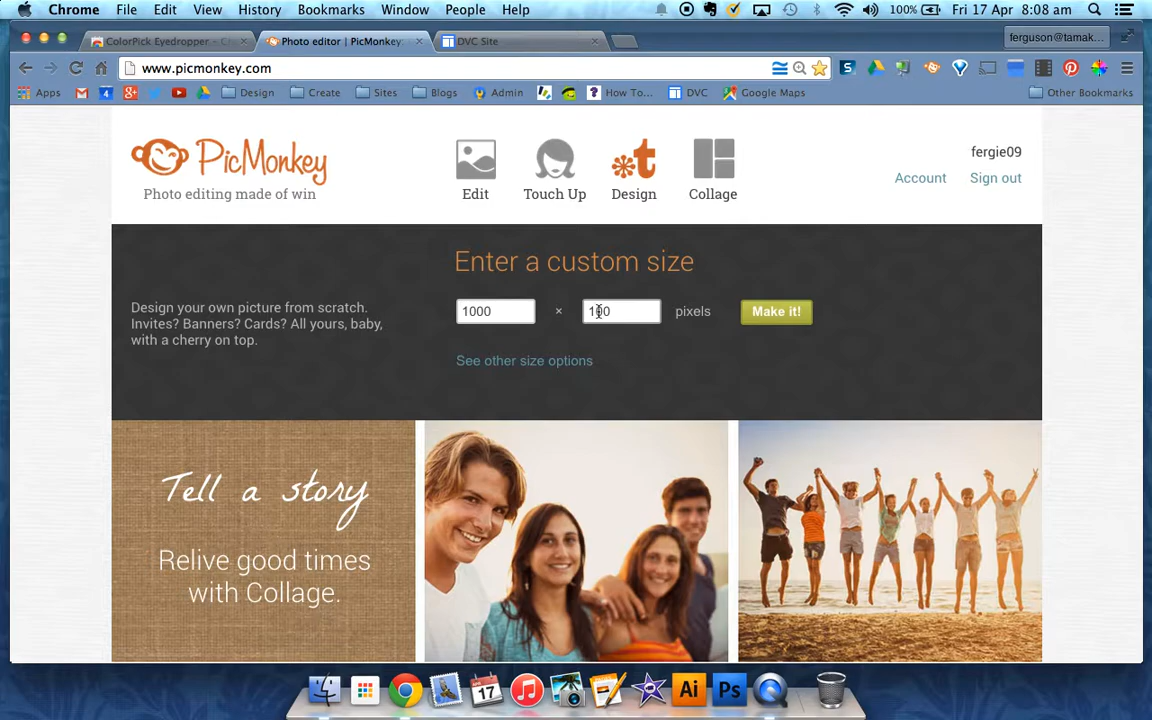 Chrome File Edit View History Bookmarks Window People Help 100% Fri 17 Apr 8:08 am
ColorPick Eyedropper - C Photo editor | PicMonkey: DVC Site ferguson@tamak...
www.picmonkey.com
Apps Design Create Sites Blogs Admin How To... DVC Google Maps Other Bookmarks
PicMonkey
Photo editing made of win
Edit Touch Up Design Collage
fergie09
Account Sign out
Enter a custom size
Design your own picture from scratch.
Invites? Banners? Cards? All yours, baby,
with a cherry on top.
1000 × 100 pixels Make it!
See other size options
Tell a story
Relive good times
with Collage.
17
Ai Ps